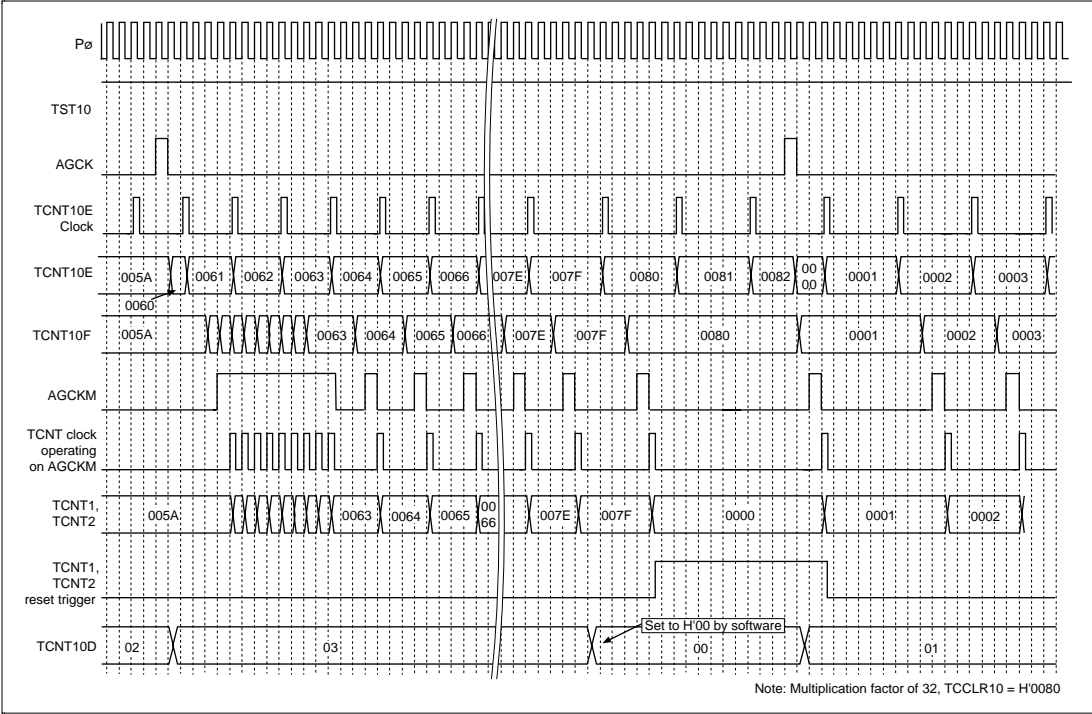 Pø
TST10
AGCK
TCNT10E
Clock
TCNT10E
005A
0061
0062
0063
0064
0065
0066
007E
007F
0080
0081
0082
00
00
0001
0002
0003
0060
TCNT10F
005A
0063
0064
0065
0066
007E
007F
0080
0001
0002
0003
AGCKM
TCNT clock
operating
on AGCKM
TCNT1,
TCNT2
005A
0063
0064
0065
00
66
007E
007F
0000
0001
0002
TCNT1,
TCNT2
reset trigger
Set to H'00 by software
TCNT10D
02
03
00
01
Note: Multiplication factor of 32, TCCLR10 = H'0080